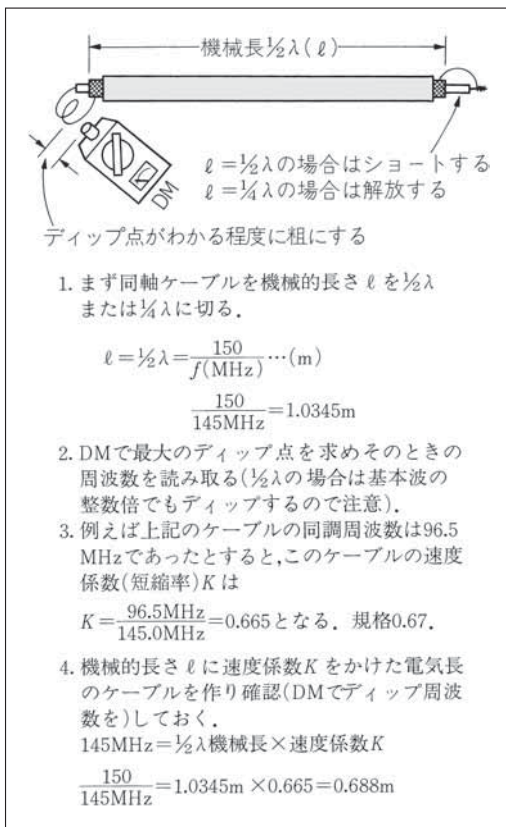 機械長½λ(ℓ)
DM
ℓ=½λの場合はショートする
ℓ=¼λの場合は解放する
ディップ点がわかる程度に粗にする
1. まず同軸ケーブルを機械的長さℓを½λ
または¼λに切る.
ℓ=½λ=150/f(MHz)…(m)
150/145MHz=1.0345m
2. DMで最大のディップ点を求めそのときの
周波数を読み取る(½λの場合は基本波の
整数倍でもディップするので注意).
3. 例えば上記のケーブルの同調周波数は96.5
MHzであったとすると,このケーブルの速度
係数(短縮率)Kは
K=96.5MHz/145.0MHz=0.665となる. 規格0.67.
4. 機械的長さℓに速度係数Kをかけた電気長
のケーブルを作り確認(DMでディップ周波
数を)しておく.
145MHz=½λ機械長×速度係数K
150/145MHz=1.0345m×0.665=0.688m